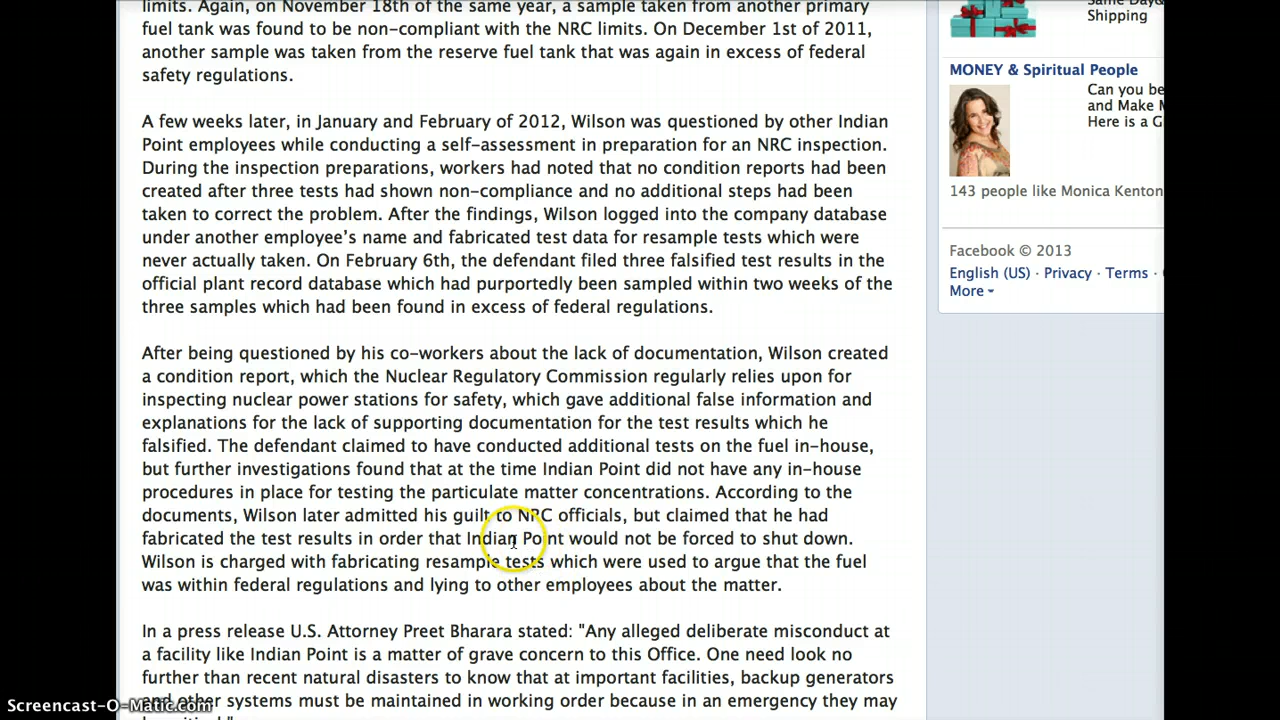 limits. Again, on November 18th of the same year, a sample taken from another primary
fuel tank was found to be non-compliant with the NRC limits. On December 1st of 2011,
another sample was taken from the reserve fuel tank that was again in excess of federal
safety regulations.
A few weeks later, in January and February of 2012, Wilson was questioned by other Indian
Point employees while conducting a self-assessment in preparation for an NRC inspection.
During the inspection preparations, workers had noted that no condition reports had been
created after three tests had shown non-compliance and no additional steps had been
taken to correct the problem. After the findings, Wilson logged into the company database
under another employee’s name and fabricated test data for resample tests which were
never actually taken. On February 6th, the defendant filed three falsified test results in the
official plant record database which had purportedly been sampled within two weeks of the
three samples which had been found in excess of federal regulations.
After being questioned by his co-workers about the lack of documentation, Wilson created
a condition report, which the Nuclear Regulatory Commission regularly relies upon for
inspecting nuclear power stations for safety, which gave additional false information and
explanations for the lack of supporting documentation for the test results which he
falsified. The defendant claimed to have conducted additional tests on the fuel in-house,
but further investigations found that at the time Indian Point did not have any in-house
procedures in place for testing the particulate matter concentrations. According to the
documents, Wilson later admitted his guilt to NRC officials, but claimed that he had
fabricated the test results in order that Indian Point would not be forced to shut down.
Wilson is charged with fabricating resample tests which were used to argue that the fuel
was within federal regulations and lying to other employees about the matter.
In a press release U.S. Attorney Preet Bharara stated: "Any alleged deliberate misconduct at
a facility like Indian Point is a matter of grave concern to this Office. One need look no
further than recent natural disasters to know that at important facilities, backup generators
and other systems must be maintained in working order because in an emergency they may
Shipping
MONEY & Spiritual People
Can you be
and Make M
Here is a G
143 people like Monica Kenton
Facebook © 2013
English (US) · Privacy · Terms ·
More
Screencast-O-Matic.com